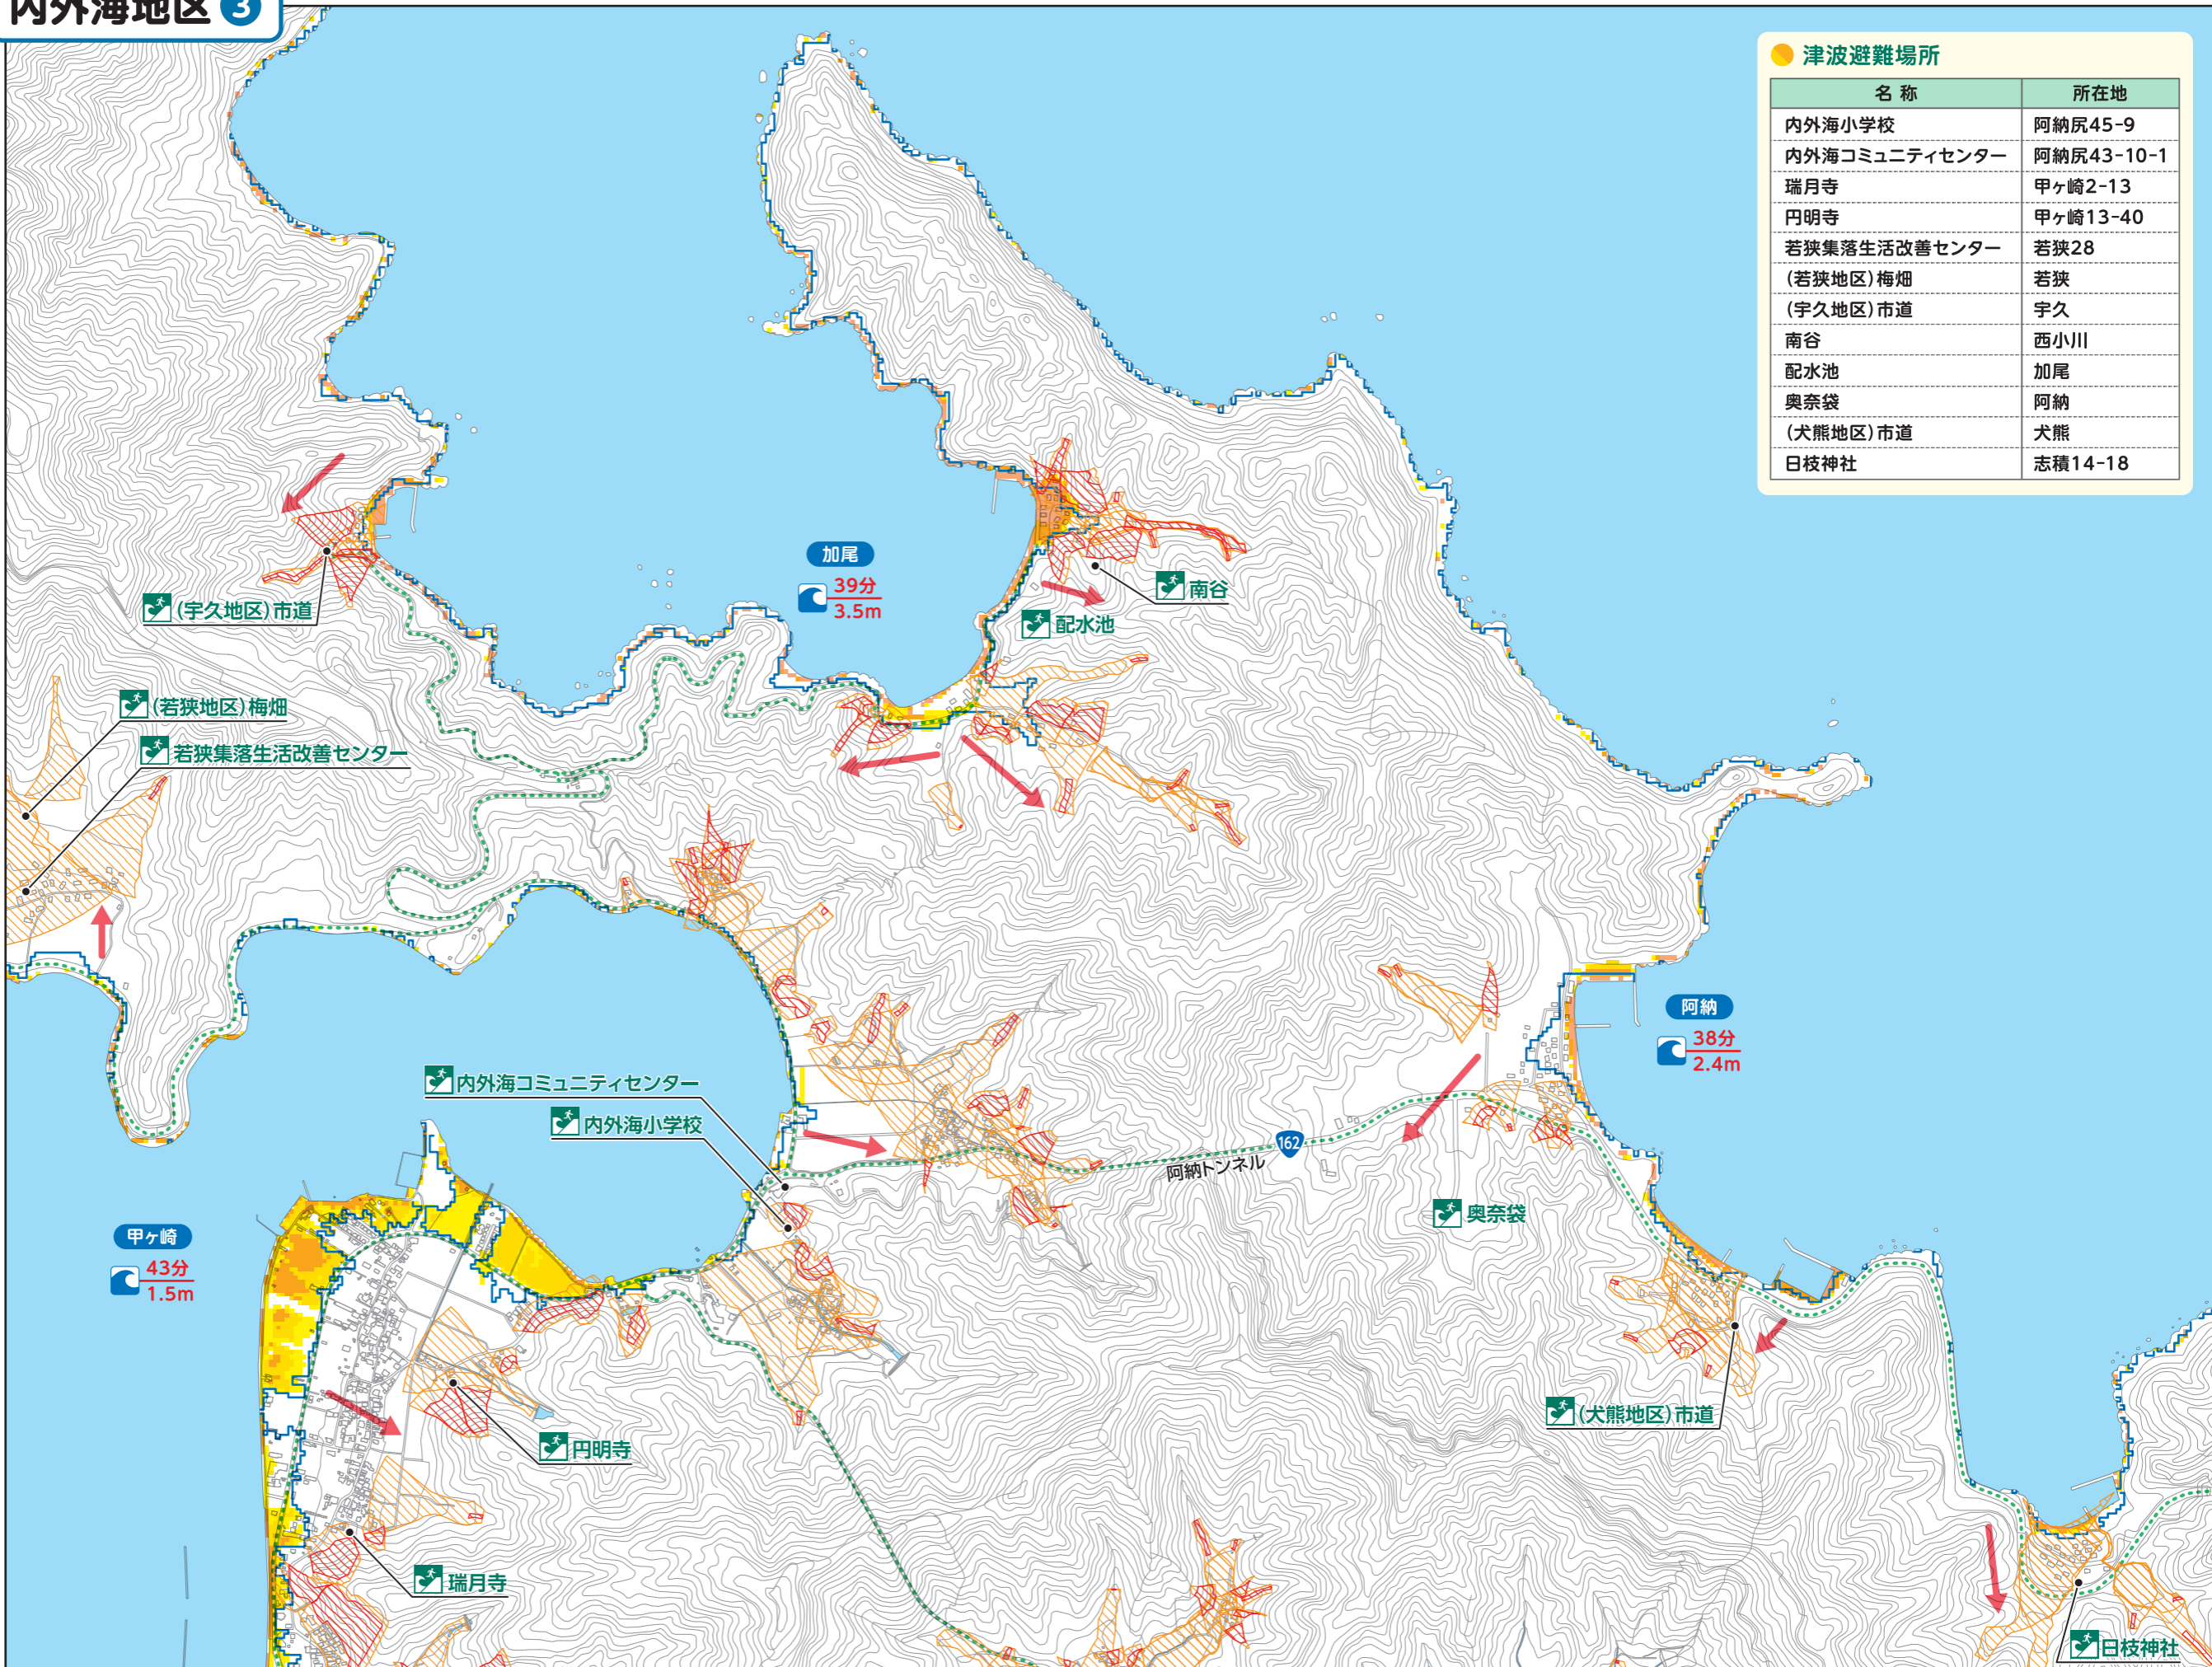 内外海地区 3
津波避難場所
名 称 所在地
内外海小学校 阿納尻45-9
内外海コミュニティセンター 阿納尻43-10-1
瑞月寺 甲ヶ崎2-13
円明寺 甲ヶ崎13-40
若狭集落生活改善センター 若狭28
(若狭地区)梅畑 若狭
(宇久地区)市道 宇久
南谷 西小川
配水池 加尾
奥奈袋 阿納
(犬熊地区)市道 犬熊
日枝神社 志積14-18
加尾
39分
3.5m
南谷
(宇久地区)市道
配水池
(若狭地区)梅畑
若狭集落生活改善センター
阿納
38分
2.4m
内外海コミュニティセンター
内外海小学校
162
阿納トンネル
奥奈袋
甲ヶ崎
43分
1.5m
(犬熊地区)市道
円明寺
瑞月寺
日枝神社